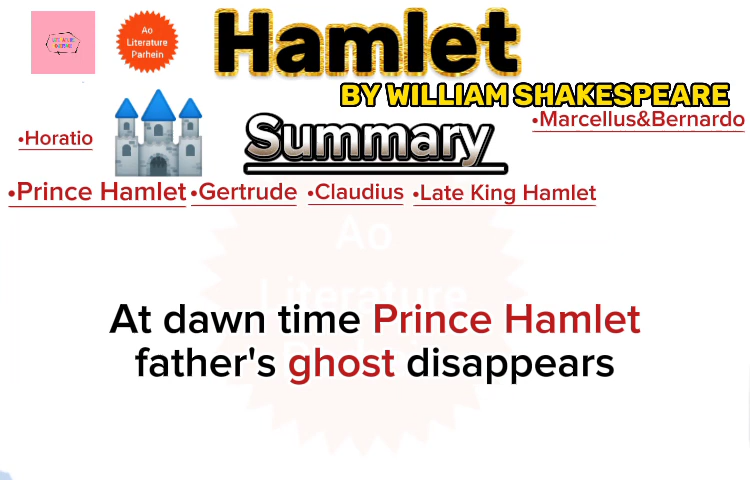 Ao
Literature
Parhein
Hamlet
BY WILLIAM SHAKESPEARE
•Horatio
Summary
•Marcellus&Bernardo
•Prince Hamlet •Gertrude •Claudius •Late King Hamlet
Ao
Literature
At dawn time Prince Hamlet
father's ghost disappears